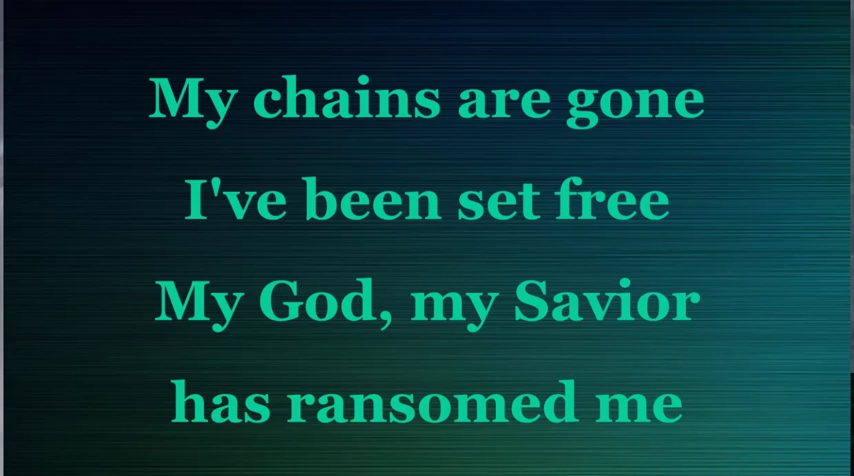 My chains are gone
I've been set free
My God, my Savior
has ransomed me